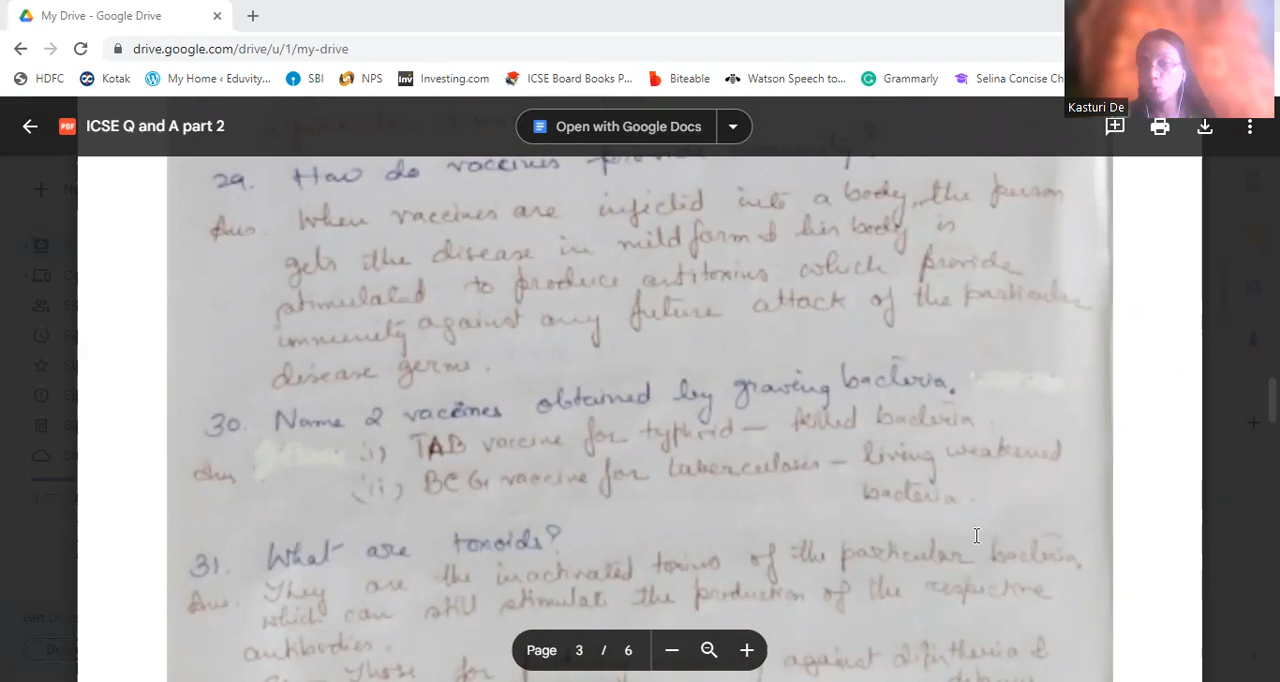 My Drive - Google Drive
drive.google.com/drive/u/1/my-drive
HDFC Kotak My Home ‹ Eduvity... SBI NPS Investing.com ICSE Board Books P... Biteable Watson Speech to... Grammarly Selina Concise Ch
Kasturi De
ICSE Q and A part 2
Open with Google Docs
29. How do vaccines
Ans. When vaccines are injected into a body, the person
gets the disease in mild form & his body is
stimulated to produce antitoxins which provide
immunity against any future attack of the particular
disease germs.
30. Name 2 vaccines obtained by growing bacteria.
Ans (i) TAB vaccine for typhoid – killed bacteria
(ii) BCG vaccine for tuberculosis – living weakened
bacteria.
31. What are toxoids?
Ans. They are the inactivated toxins of the particular bacteria,
which can still stimulate the production of the respective
antibodies.
Those for against diphtheria &
Page 3 / 6